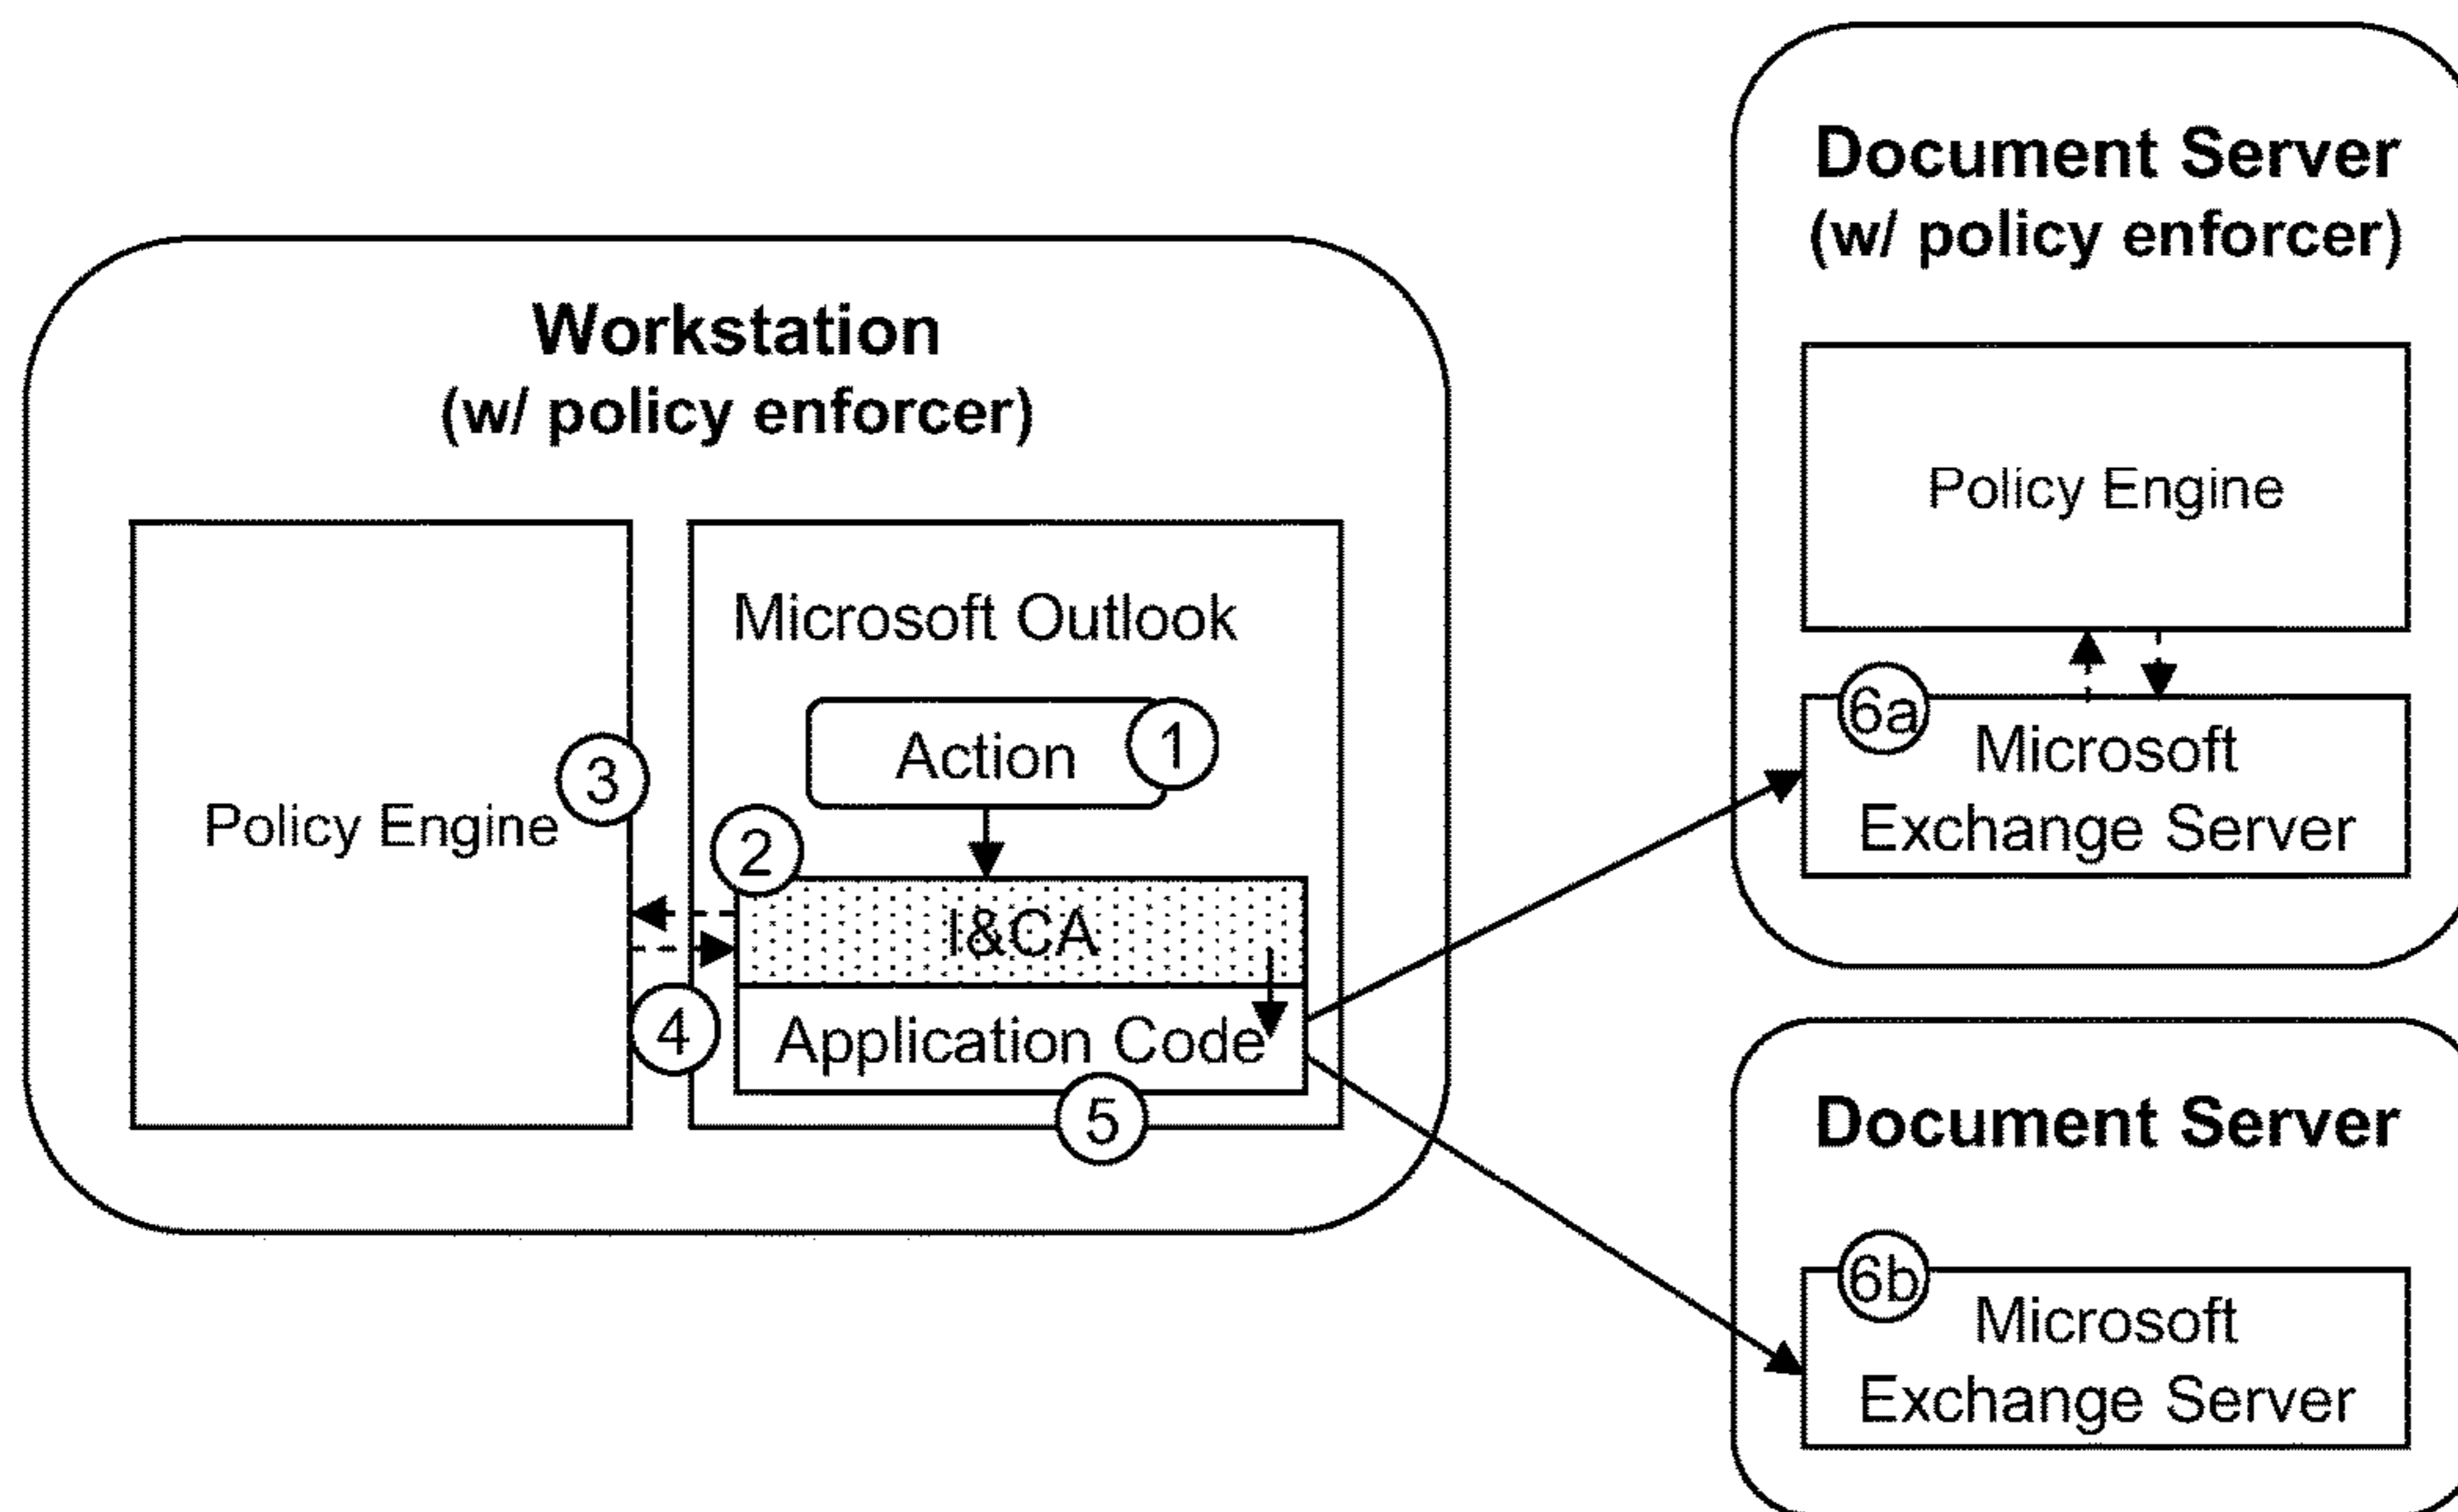 Workstation
(w/ policy enforcer)
Policy Engine
3
Microsoft Outlook
Action
1
2
I&CA
4
Application Code
5
Document Server
(w/ policy enforcer)
Policy Engine
6a
Microsoft
Exchange Server
Document Server
6b
Microsoft
Exchange Server